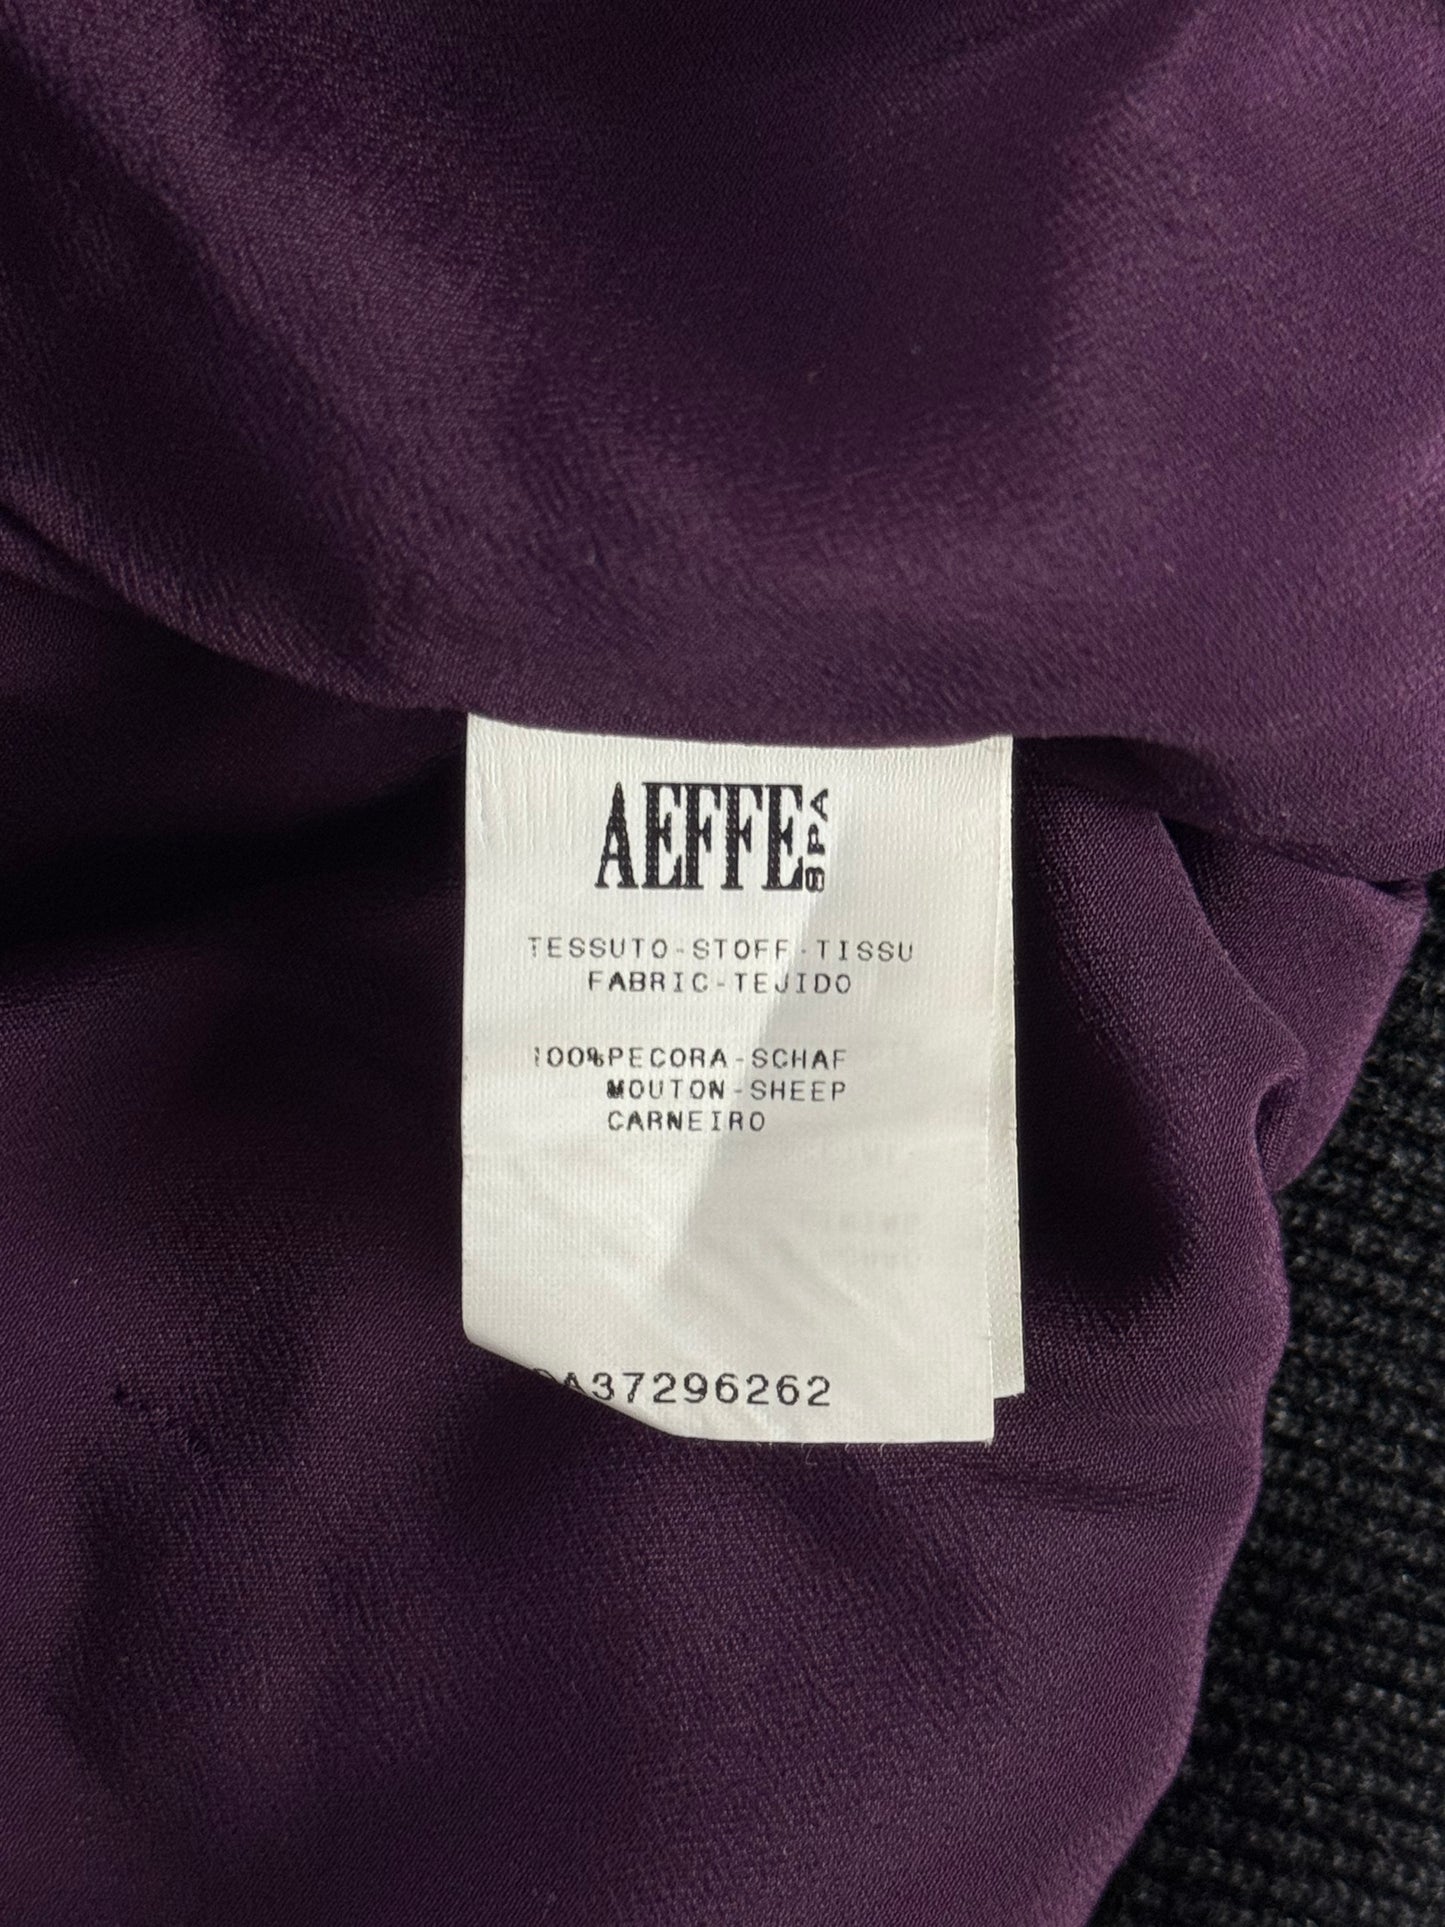 AEFFE SPA
TESSUTO-STOFF-TISSU
FABRIC-TEJIDO
100%PECORA-SCHAF
MOUTON-SHEEP
CARNEIRO
A37296262